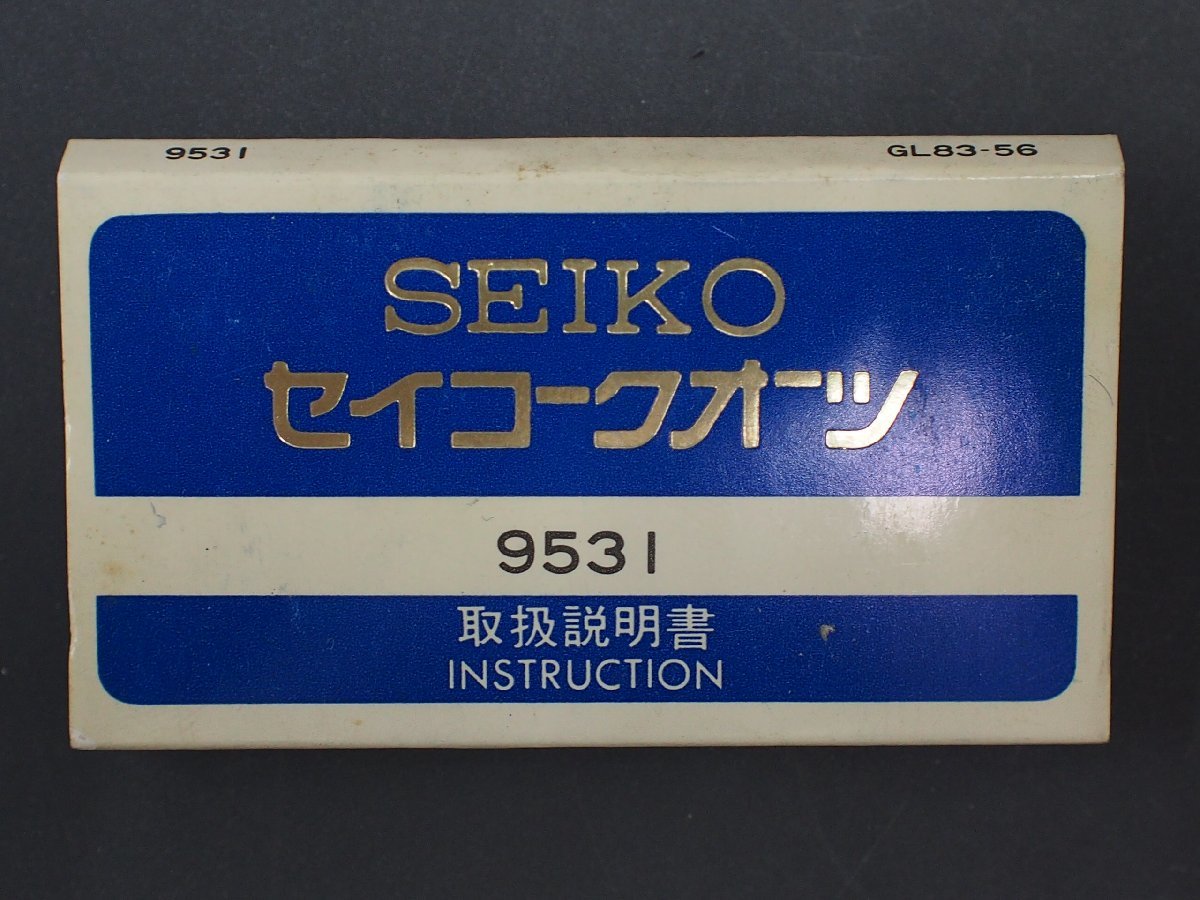 9531 GL83-56
SEIKO
セイコークオーツ
9531
取扱説明書
INSTRUCTION